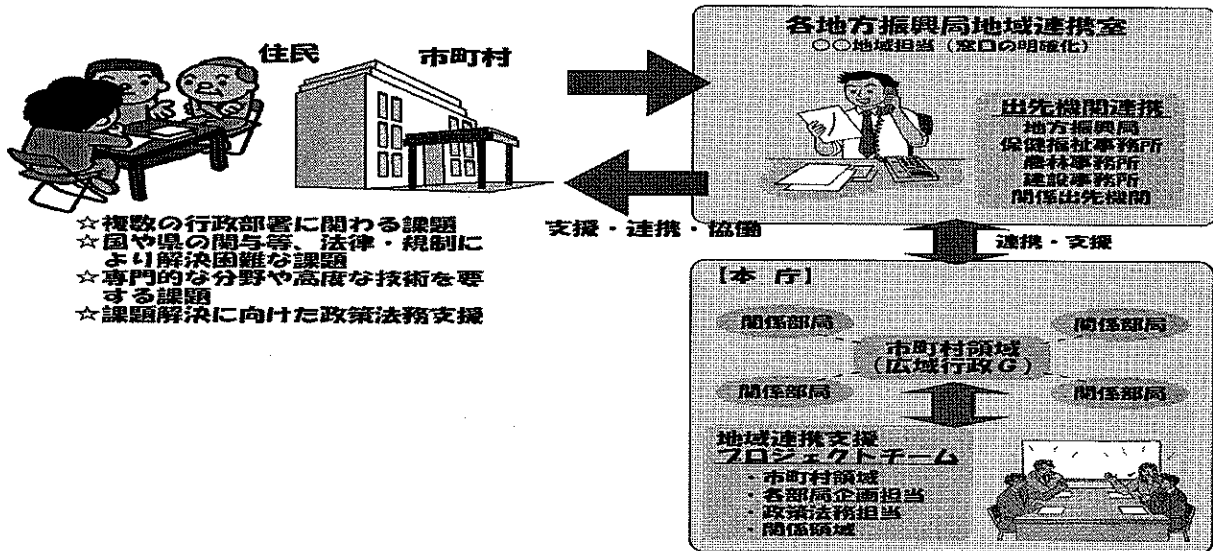 住民
市町村
☆複数の行政部署に関わる課題
☆国や県の関与等、法律・規制に
より解決困難な課題
☆専門的な分野や高度な技術を要
する課題
☆課題解決に向けた政策法務支援
支援・連携・協働
各地方振興局地域連携室
○○地域担当(窓口の明確化)
出先機関連携
地方振興局
保健福祉事務所
農林事務所
建設事務所
関係出先機関
連携・支援
【本 庁】
関係部局
関係部局
市町村領域
(広域行政G)
関係部局
関係部局
地域連携支援
プロジェクトチーム
・市町村領域
・各部局企画担当
・政策法務担当
・関係領域